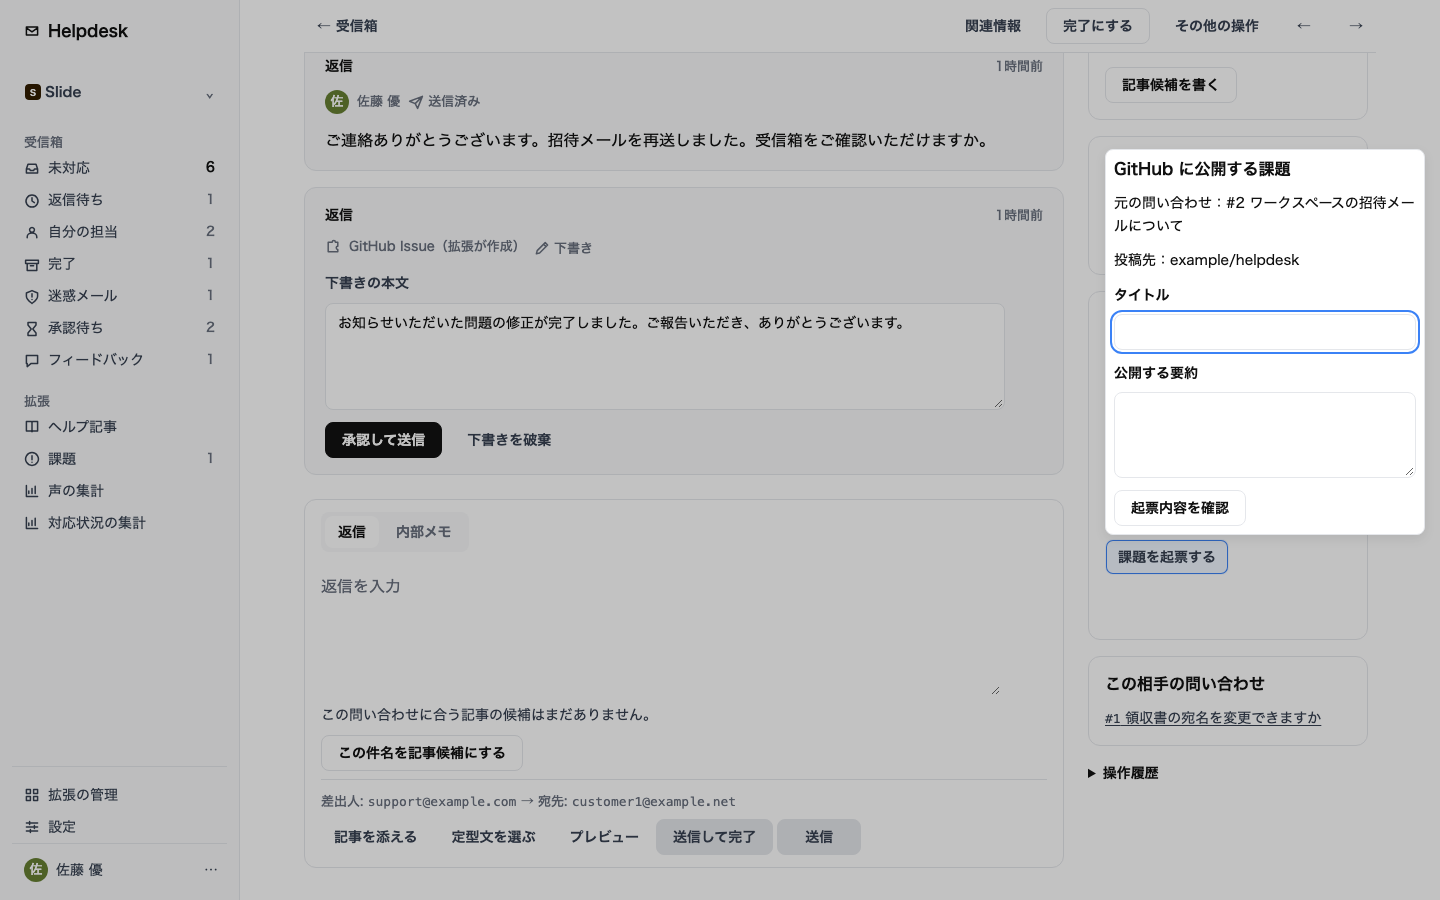 Helpdesk
S Slide
受信箱
未対応 6
返信待ち 1
自分の担当 2
完了 1
迷惑メール 1
承認待ち 2
フィードバック 1
拡張
ヘルプ記事
課題 1
声の集計
対応状況の集計
拡張の管理
設定
佐 佐藤 優 …
← 受信箱
関連情報 完了にする その他の操作 ← →
返信 1時間前
佐 佐藤 優 送信済み
ご連絡ありがとうございます。招待メールを再送しました。受信箱をご確認いただけますか。
返信 1時間前
GitHub Issue（拡張が作成） 下書き
下書きの本文
お知らせいただいた問題の修正が完了しました。ご報告いただき、ありがとうございます。
承認して送信 下書きを破棄
返信 内部メモ
返信を入力
この問い合わせに合う記事の候補はまだありません。
この件名を記事候補にする
差出人: support@example.com → 宛先: customer1@example.net
記事を添える 定型文を選ぶ プレビュー 送信して完了 送信
記事候補を書く
GitHub に公開する課題
元の問い合わせ：#2 ワークスペースの招待メー
ルについて
投稿先：example/helpdesk
タイトル
公開する要約
起票内容を確認
課題を起票する
この相手の問い合わせ
#1 領収書の宛名を変更できますか
▶ 操作履歴